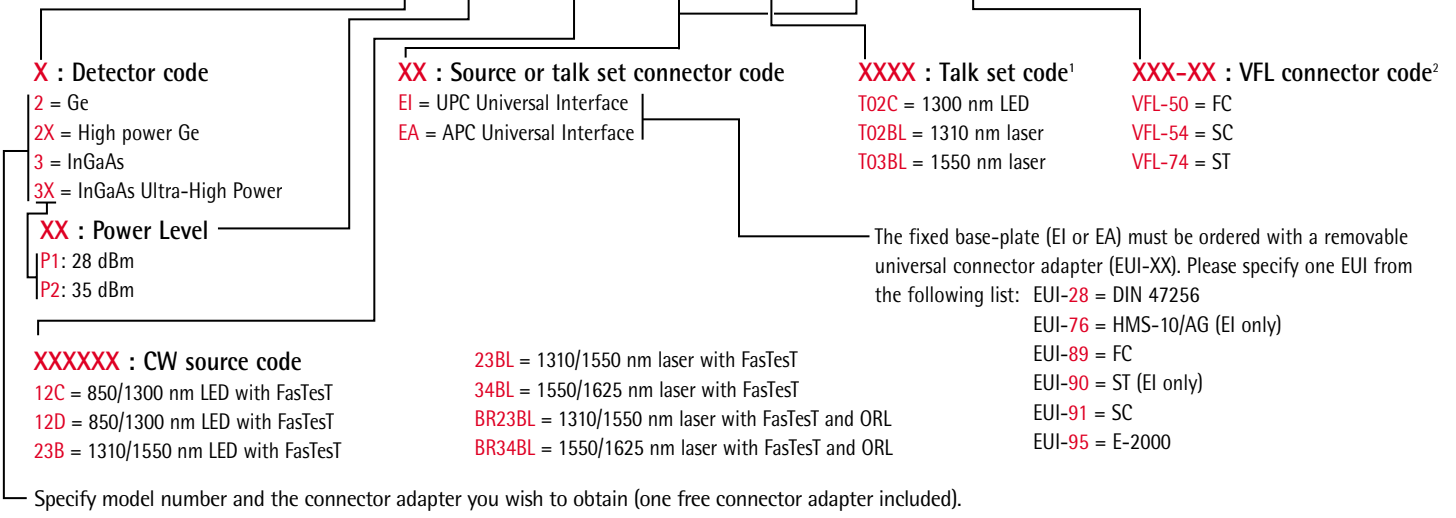 X : Detector code
2 = Ge
2X = High power Ge
3 = InGaAs
3X = InGaAs Ultra-High Power
XX : Power Level
P1: 28 dBm
P2: 35 dBm
XX : Source or talk set connector code
EI = UPC Universal Interface
EA = APC Universal Interface
XXXX : Talk set code1
T02C = 1300 nm LED
T02BL = 1310 nm laser
T03BL = 1550 nm laser
XXX-XX : VFL connector code2
VFL-50 = FC
VFL-54 = SC
VFL-74 = ST
The fixed base-plate (EI or EA) must be ordered with a removable
universal connector adapter (EUI-XX). Please specify one EUI from
the following list: EUI-28 = DIN 47256
EUI-76 = HMS-10/AG (EI only)
EUI-89 = FC
EUI-90 = ST (EI only)
EUI-91 = SC
EUI-95 = E-2000
XXXXXX : CW source code
12C = 850/1300 nm LED with FasTesT
12D = 850/1300 nm LED with FasTesT
23B = 1310/1550 nm LED with FasTesT
23BL = 1310/1550 nm laser with FasTesT
34BL = 1550/1625 nm laser with FasTesT
BR23BL = 1310/1550 nm laser with FasTesT and ORL
BR34BL = 1550/1625 nm laser with FasTesT and ORL
Specify model number and the connector adapter you wish to obtain (one free connector adapter included).